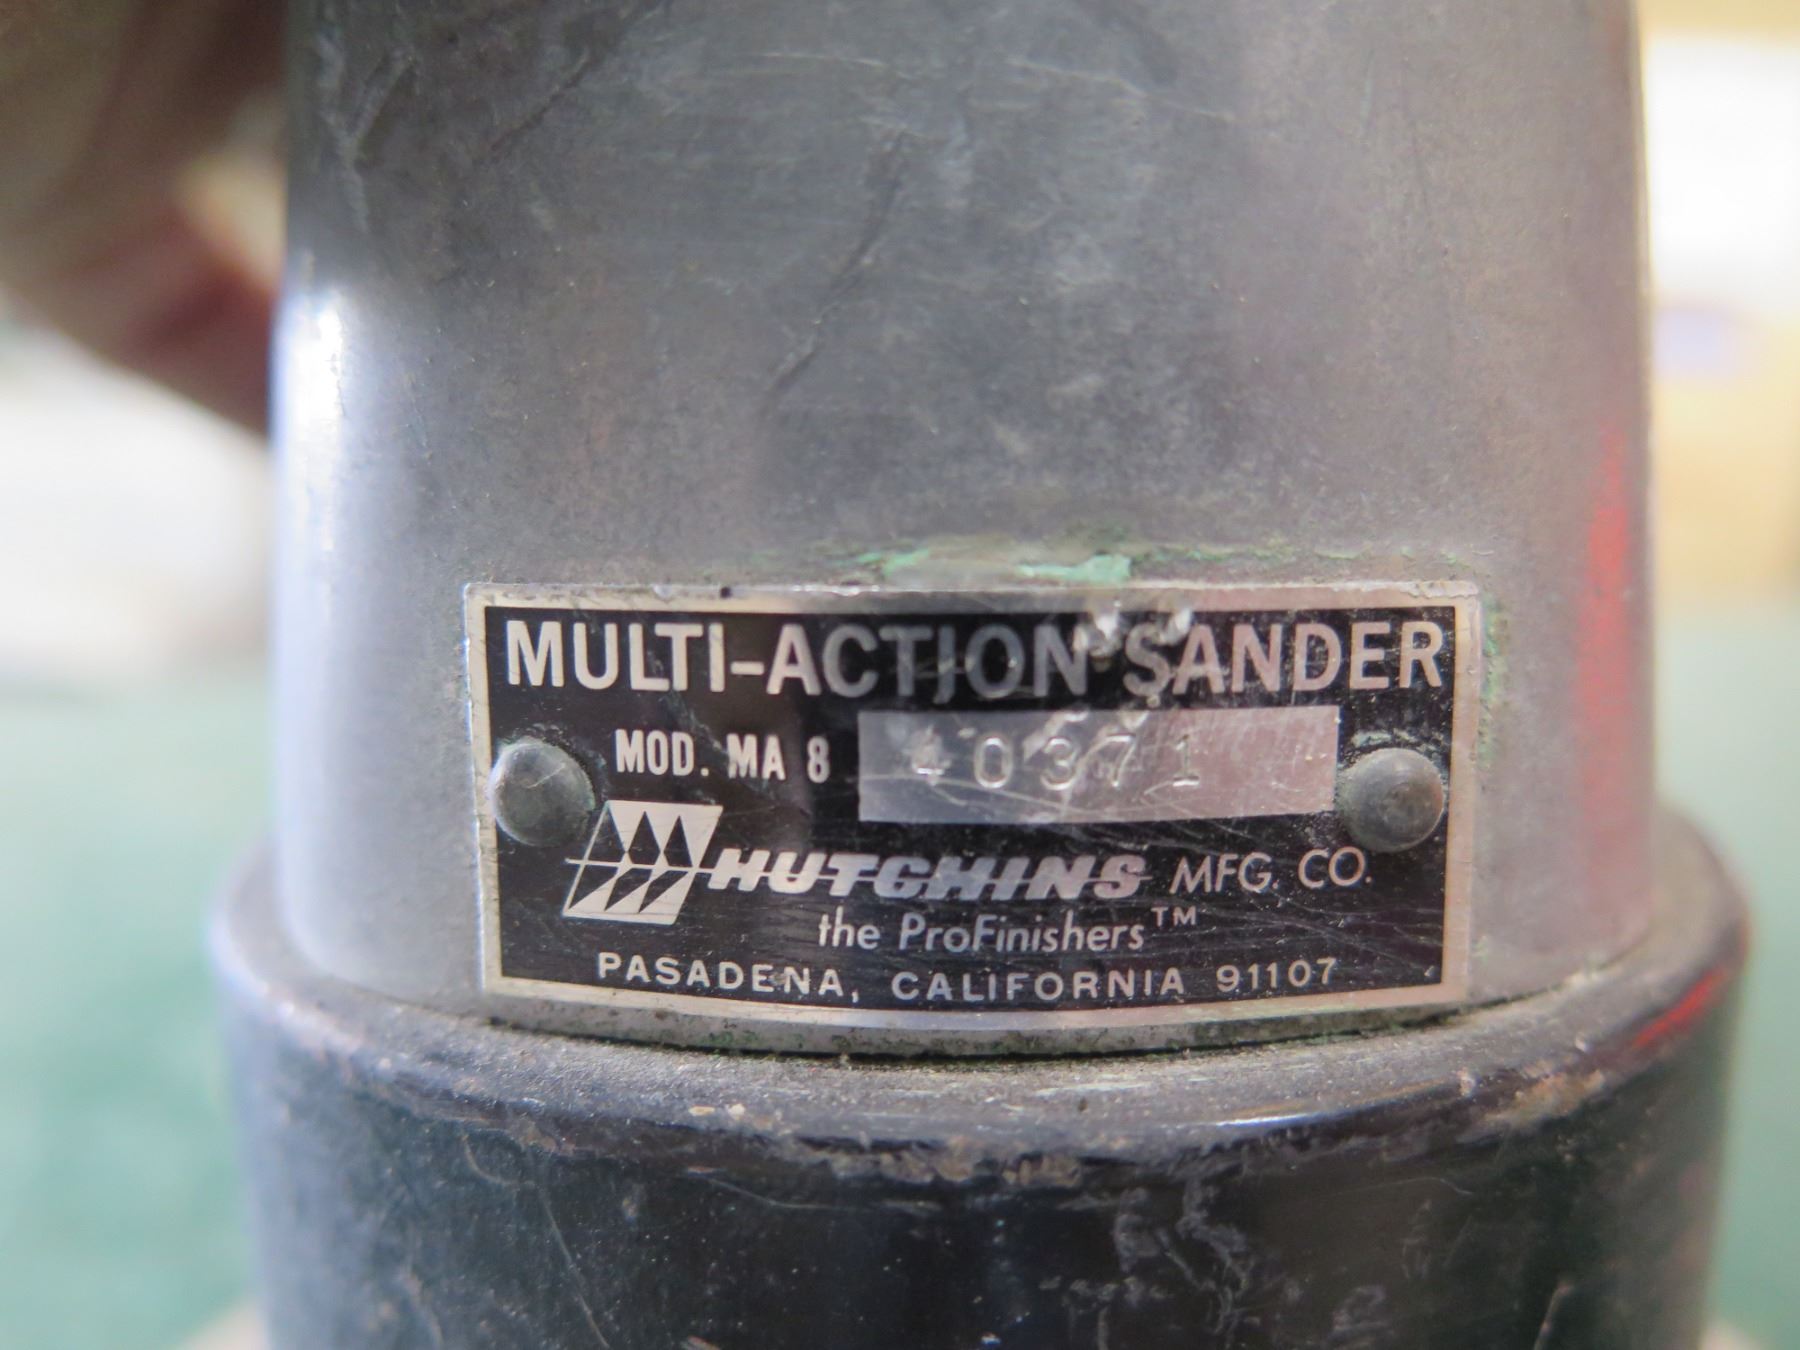 MULTI-ACTION SANDER
MOD. MA 8 40371
HUTCHINS MFG. CO.
the ProFinishers™
PASADENA, CALIFORNIA 91107